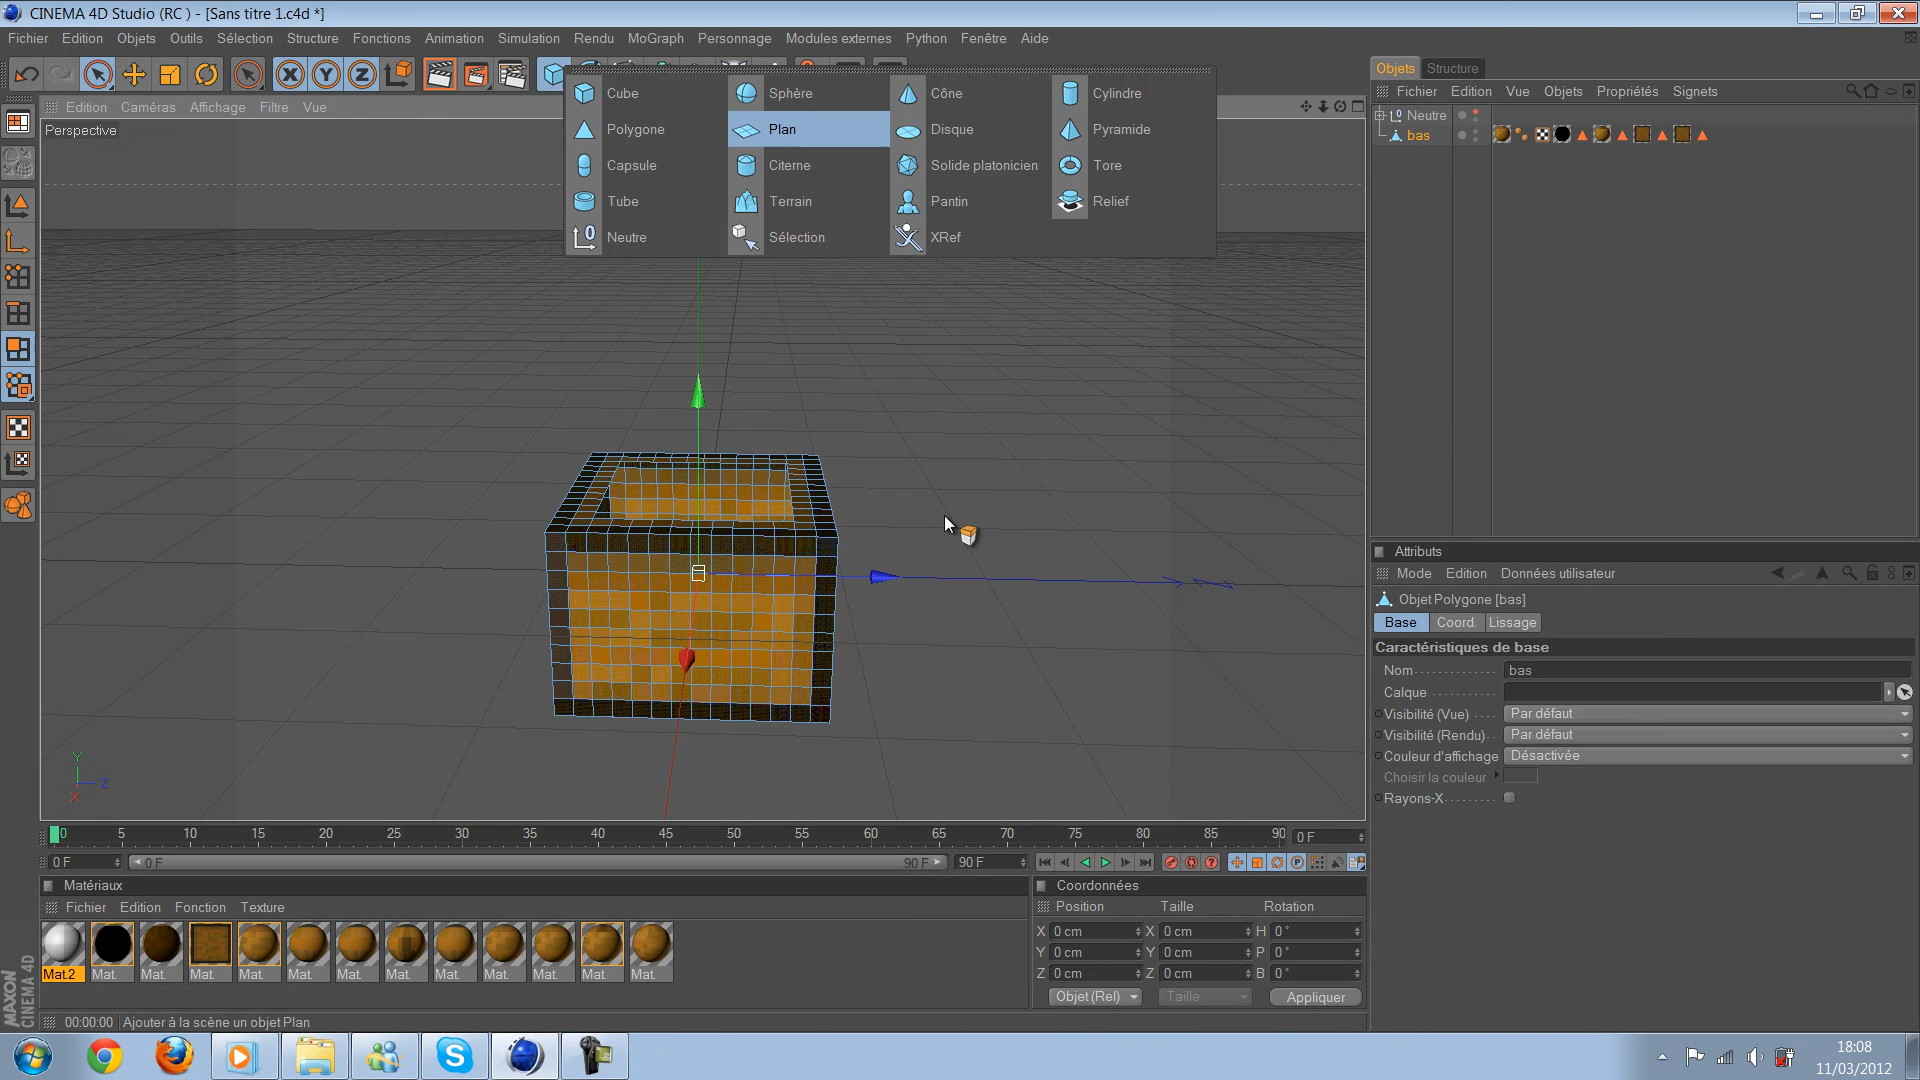 CINEMA 4D Studio (RC ) - [Sans titre 1.c4d *]
Fichier Edition Objets Outils Sélection Structure Fonctions Animation Simulation Rendu MoGraph Personnage Modules externes Python Fenêtre Aide
Edition Caméras Affichage Filtre Vue
Perspective
Cube Sphère Cône Cylindre
Polygone Plan Disque Pyramide
Capsule Citerne Solide platonicien Tore
Tube Terrain Pantin Relief
Neutre Sélection XRef
Objets Structure
Fichier Edition Vue Objets Propriétés Signets
Neutre
bas
Attributs
Mode Edition Données utilisateur
Objet Polygone [bas]
Base Coord. Lissage
Caractéristiques de base
Nom bas
Calque
Visibilité (Vue) Par défaut
Visibilité (Rendu) Par défaut
Couleur d'affichage Désactivée
Choisir la couleur
Rayons-X
Y
Z
X
0 5 10 15 20 25 30 35 40 45 50 55 60 65 70 75 80 85 90 0 F
0 F 0 F 90 F 90 F
Matériaux
Fichier Edition Fonction Texture
Mat.2 Mat. Mat. Mat. Mat. Mat. Mat. Mat. Mat. Mat. Mat. Mat. Mat.
Coordonnées
Position Taille Rotation
X 0 cm X 0 cm H 0 °
Y 0 cm Y 0 cm P 0 °
Z 0 cm Z 0 cm B 0 °
Objet (Rel) Taille Appliquer
MAXON
CINEMA 4D
00:00:00 Ajouter à la scène un objet Plan
18:08
11/03/2012